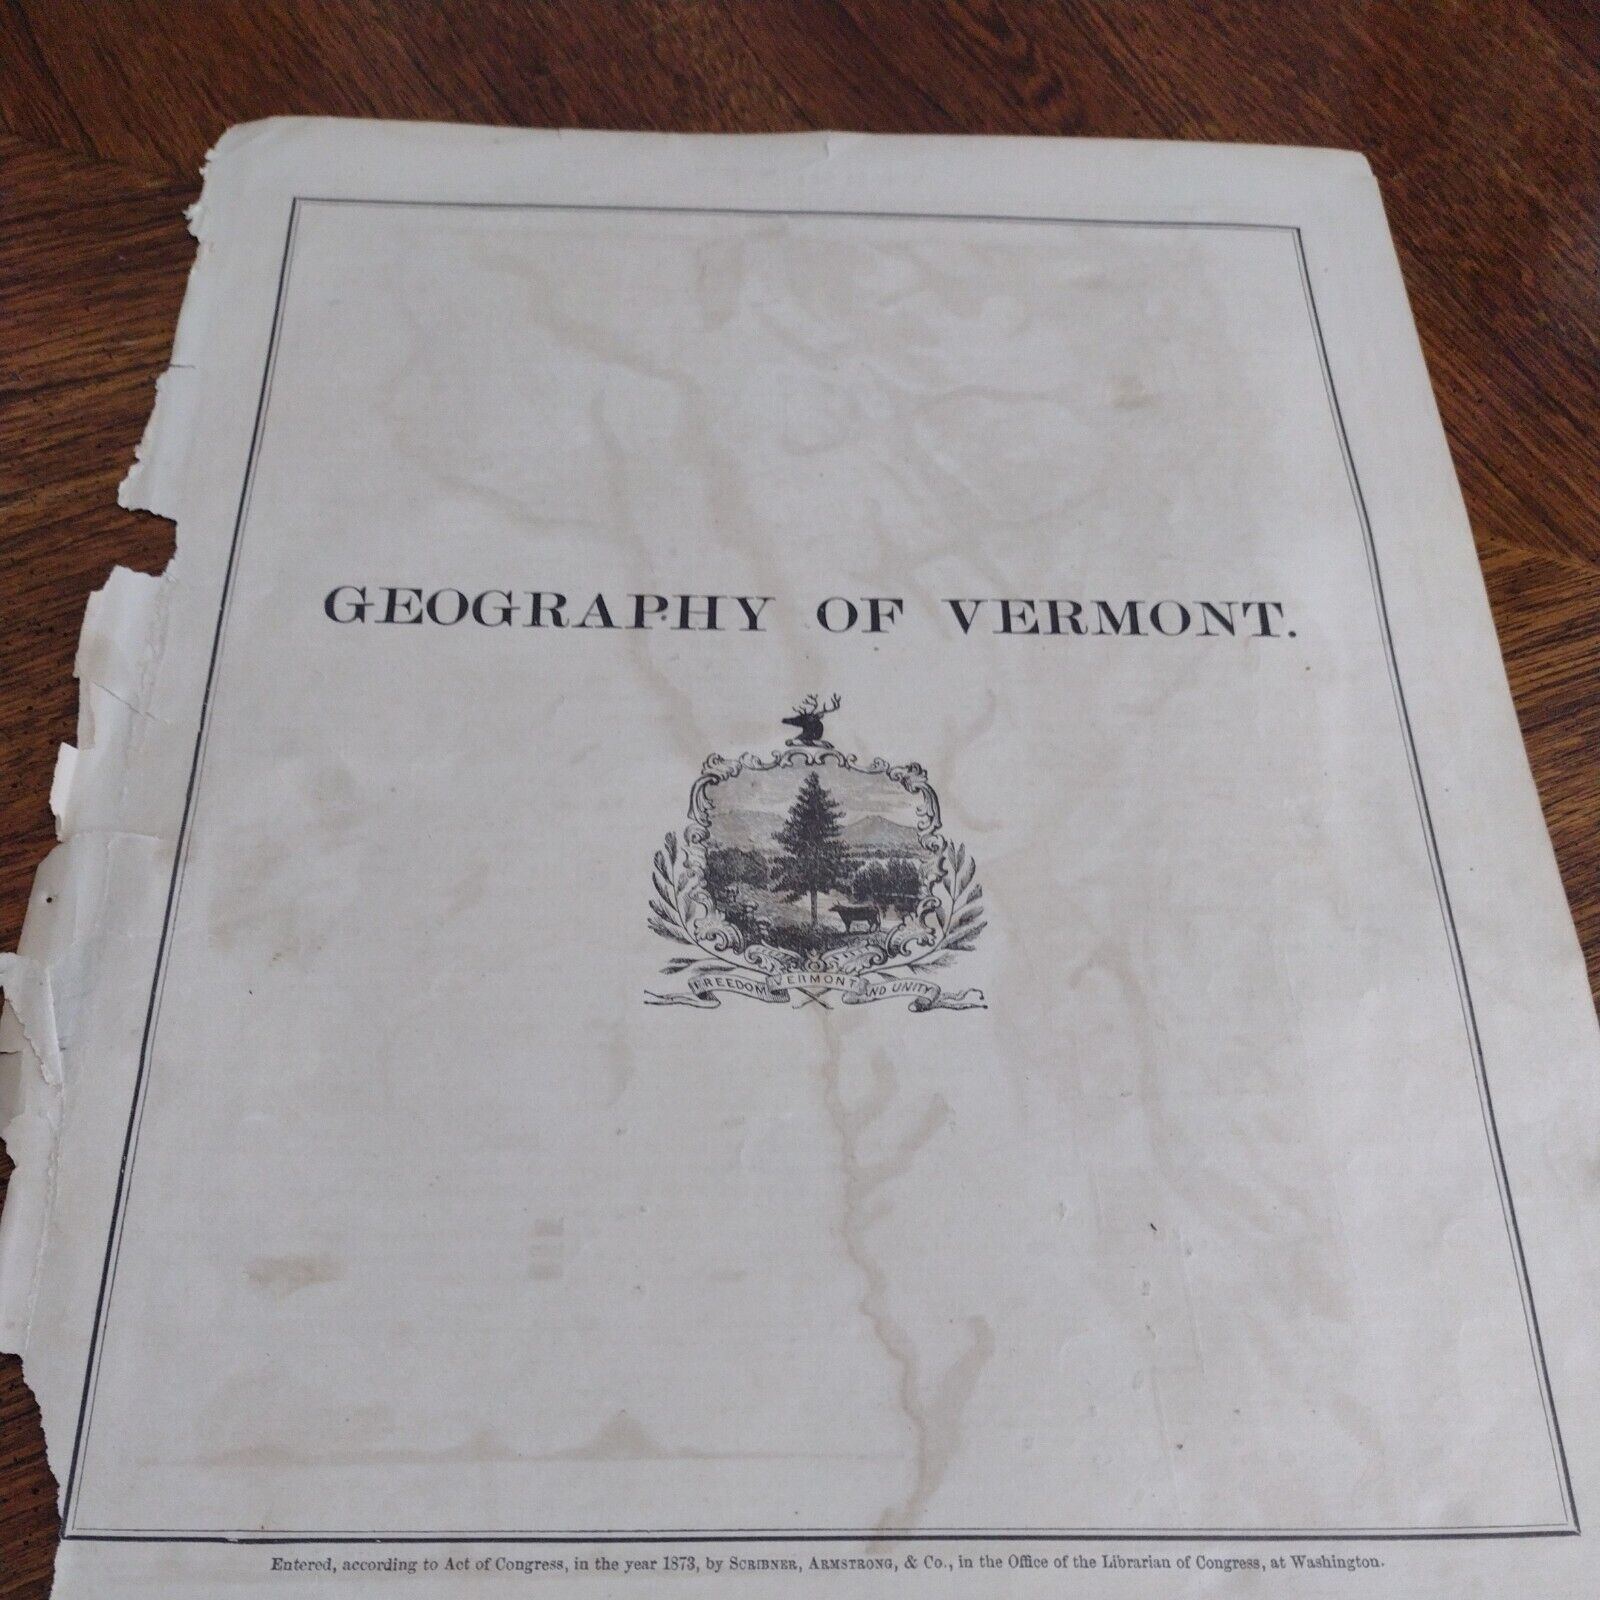 GEOGRAPHY OF VERMONT.
FREEDOM VERMONT AND UNITY
Entered, according to Act of Congress, in the year 1873, by SCRIBNER, ARMSTRONG, & Co., in the Office of the Librarian of Congress, at Washington.